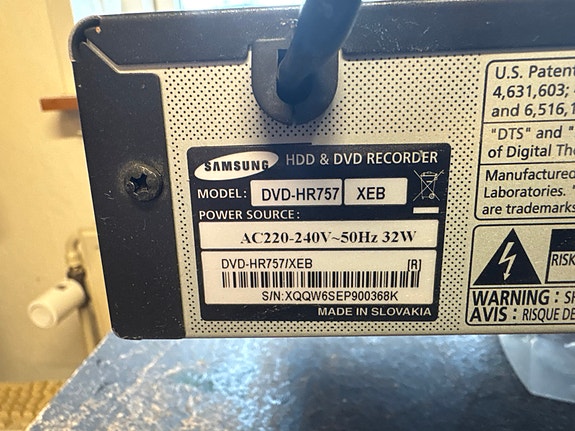 SAMSUNG HDD & DVD RECORDER
MODEL: DVD-HR757 XEB
POWER SOURCE:
AC220-240V~50Hz 32W
DVD-HR757/XEB [R]
S/N:XQQW6SEP900368K
MADE IN SLOVAKIA
U.S. Paten
4,631,603;
and 6,516,1
"DTS" and "
of Digital The
Manufactured
Laboratories. "
are trademarks
RISK
WARNING : SH
AVIS : RISQUE DE